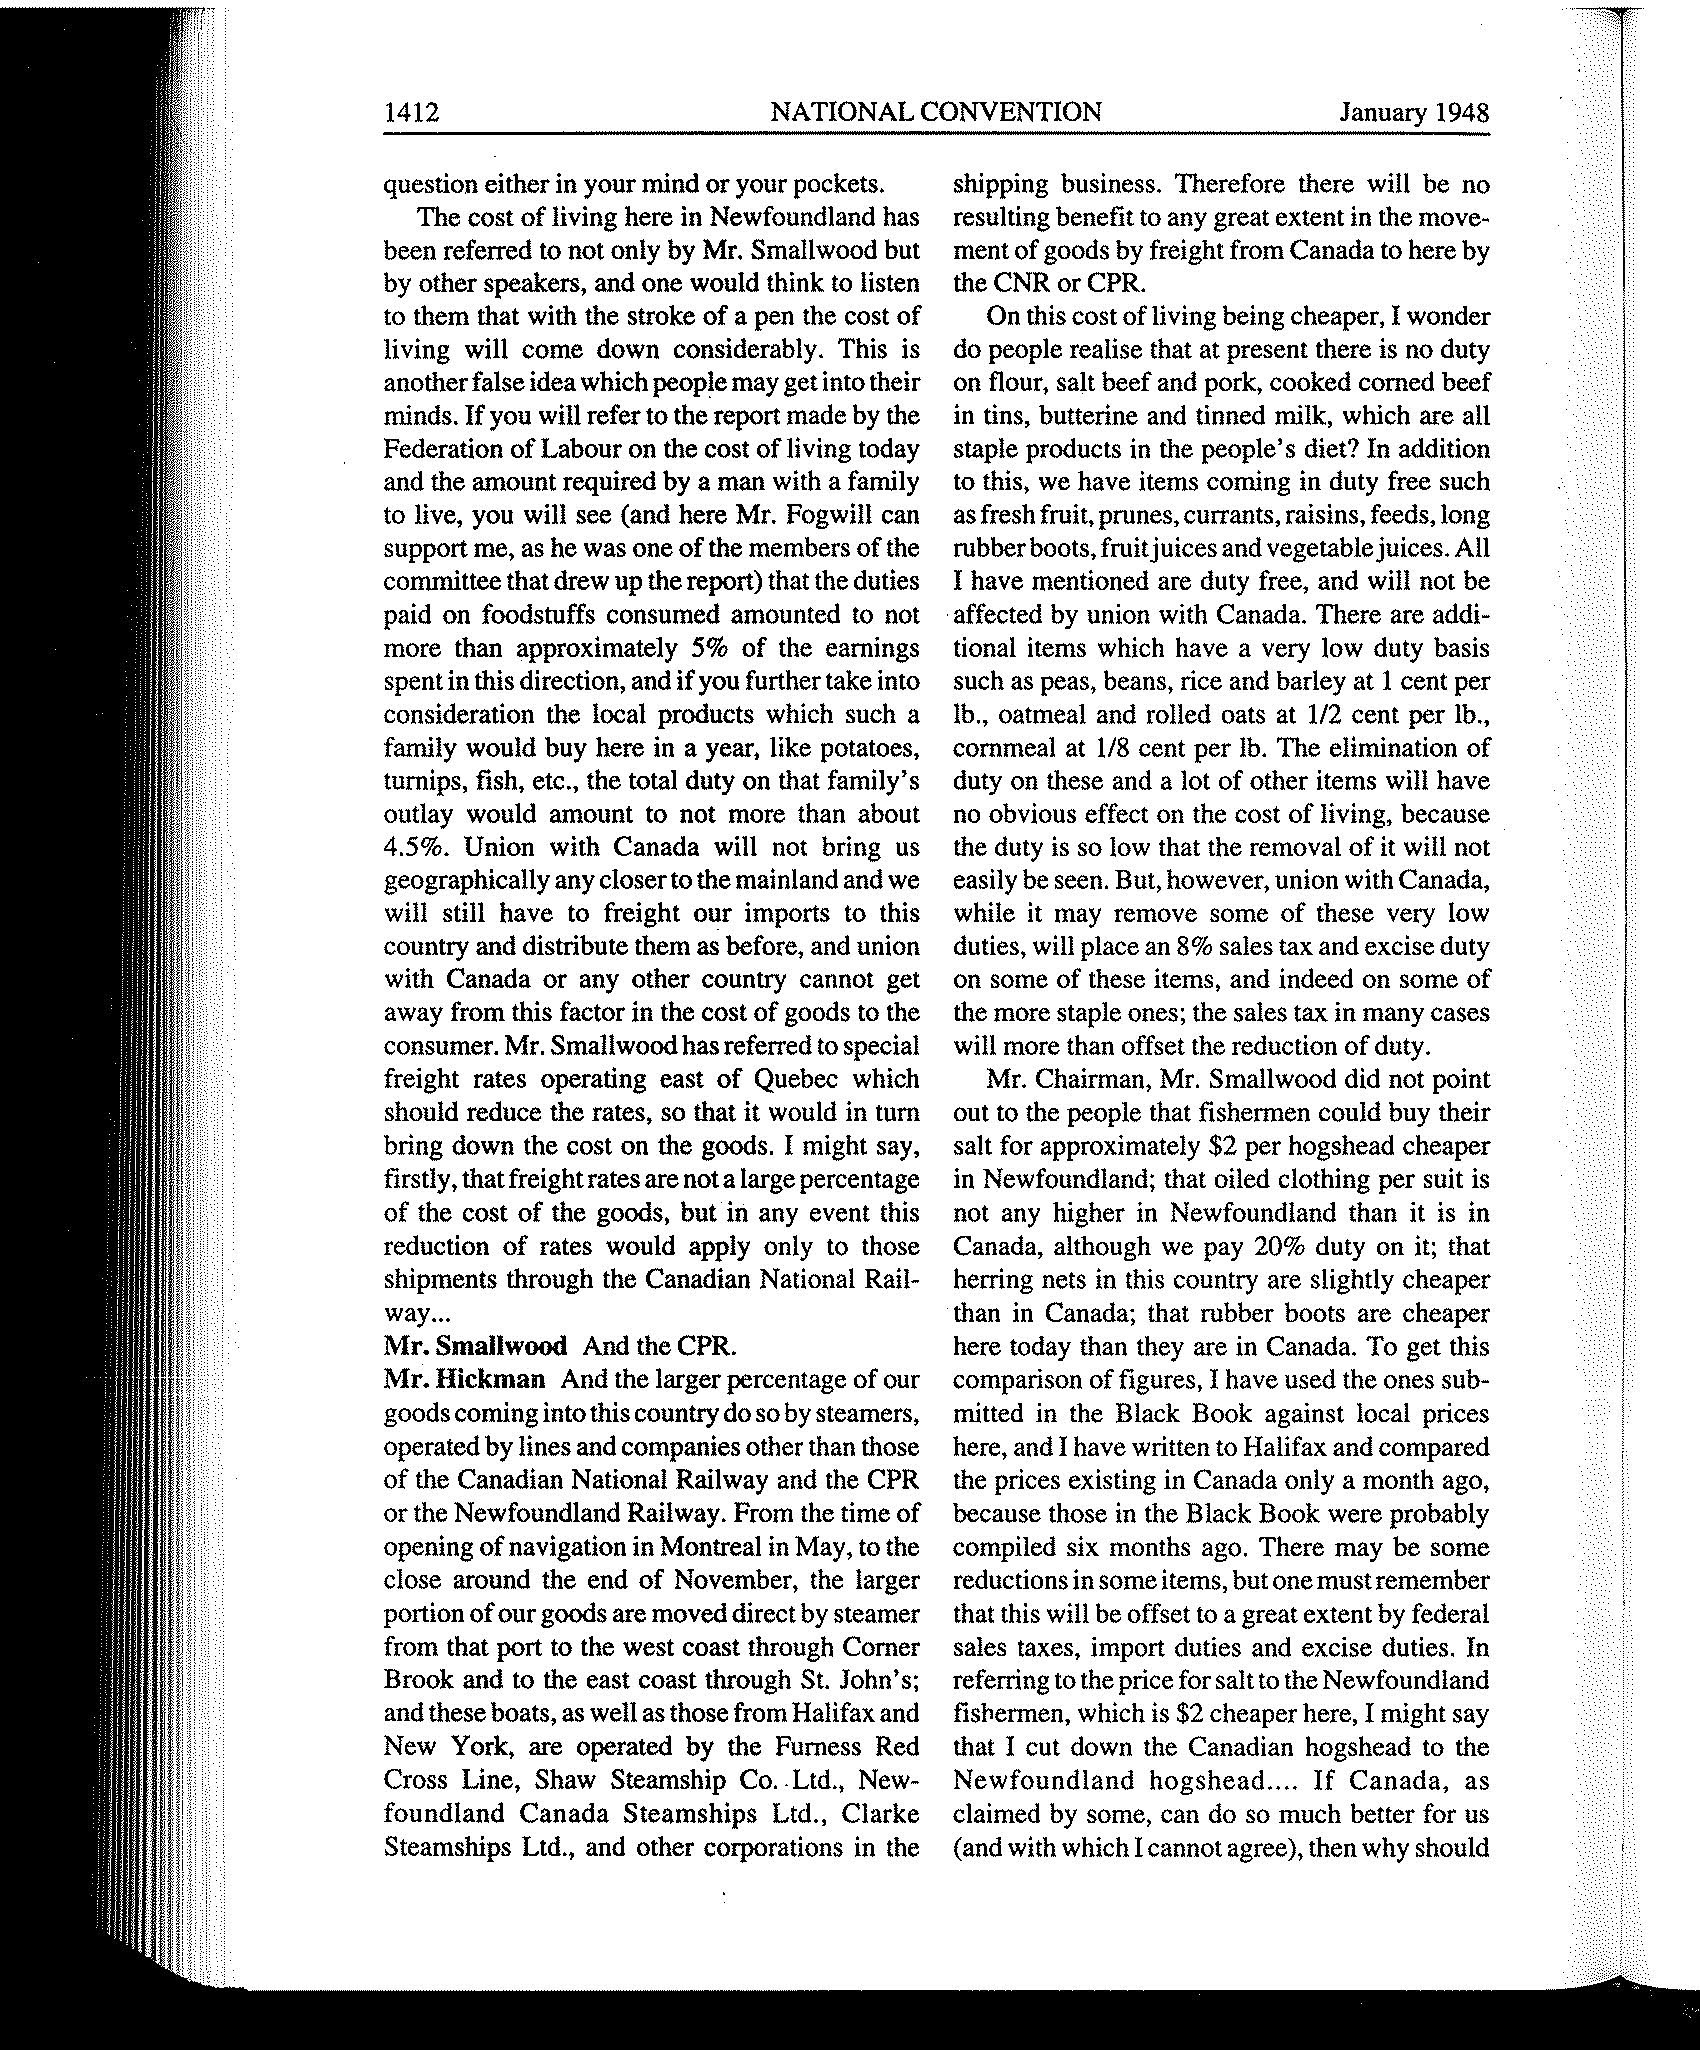 1412 NATIONAL CONVENTION January 1948
question either in your mind or your pockets.
The cost of living here in Newfoundland has
been referred to not only by Mr. Smallwood but
by other speakers, and one would think to listen
to them that with the stroke of a pen the cost of
living will come down considerably. This is
another false idea which people may get into their
minds. If you will refer to the report made by the
Federation of Labour on the cost of living today
and the amount required by a man with a family
to live, you will see (and here Mr. Fogwill can
support me, as he was one of the members of the
committee that drew up the report) that the duties
paid on foodstuffs consumed amounted to not
more than approximately 5% of the earnings
spent in this direction, and if you further take into
consideration the local products which such a
family would buy here in a year, like potatoes,
turnips, fish, etc., the total duty on that family's
outlay would amount to not more than about
4.5%. Union with Canada will not bring us
geographically any closer to the mainland and we
will still have to freight our imports to this
country and distribute them as before, and union
with Canada or any other country cannot get
away from this factor in the cost of goods to the
consumer. Mr. Smallwood has referred to special
freight rates operating east of Quebec which
should reduce the rates, so that it would in turn
bring down the cost on the goods. I might say,
firstly, that freight rates are not a large percentage
of the cost of the goods, but in any event this
reduction of rates would apply only to those
shipments through the Canadian National Rail-
way...
Mr. Smallwood And the CPR.
Mr. Hickman And the larger percentage of our
goods coming into this country do so by steamers,
operated by lines and companies other than those
of the Canadian National Railway and the CPR
or the Newfoundland Railway. From the time of
opening of navigation in Montreal in May, to the
close around the end of November, the larger
portion of our goods are moved direct by steamer
from that port to the west coast through Corner
Brook and to the east coast through St. John's;
and these boats, as well as those from Halifax and
New York, are operated by the Furness Red
Cross Line, Shaw Steamship Co. Ltd., New-
foundland Canada Steamships Ltd., Clarke
Steamships Ltd., and other corporations in the
shipping business. Therefore there will be no
resulting benefit to any great extent in the move-
ment of goods by freight from Canada to here by
the CNR or CPR.
On this cost of living being cheaper, I wonder
do people realise that at present there is no duty
on flour, salt beef and pork, cooked corned beef
in tins, butterine and tinned milk, which are all
staple products in the people's diet? In addition
to this, we have items coming in duty free such
as fresh fruit, prunes, currants, raisins, feeds, long
rubber boots, fruit juices and vegetable juices. All
I have mentioned are duty free, and will not be
affected by union with Canada. There are addi-
tional items which have a very low duty basis
such as peas, beans, rice and barley at 1 cent per
lb., oatmeal and rolled oats at 1/2 cent per lb.,
cornmeal at 1/8 cent per lb. The elimination of
duty on these and a lot of other items will have
no obvious effect on the cost of living, because
the duty is so low that the removal of it will not
easily be seen. But, however, union with Canada,
while it may remove some of these very low
duties, will place an 8% sales tax and excise duty
on some of these items, and indeed on some of
the more staple ones; the sales tax in many cases
will more than offset the reduction of duty.
Mr. Chairman, Mr. Smallwood did not point
out to the people that fishermen could buy their
salt for approximately $2 per hogshead cheaper
in Newfoundland; that oiled clothing per suit is
not any higher in Newfoundland than it is in
Canada, although we pay 20% duty on it; that
herring nets in this country are slightly cheaper
than in Canada; that rubber boots are cheaper
here today than they are in Canada. To get this
comparison of figures, I have used the ones sub-
mitted in the Black Book against local prices
here, and I have written to Halifax and compared
the prices existing in Canada only a month ago,
because those in the Black Book were probably
compiled six months ago. There may be some
reductions in some items, but one must remember
that this will be offset to a great extent by federal
sales taxes, import duties and excise duties. In
referring to the price for salt to the Newfoundland
fishermen, which is $2 cheaper here, I might say
that I cut down the Canadian hogshead to the
Newfoundland hogshead.... If Canada, as
claimed by some, can do so much better for us
(and with which I cannot agree), then why should